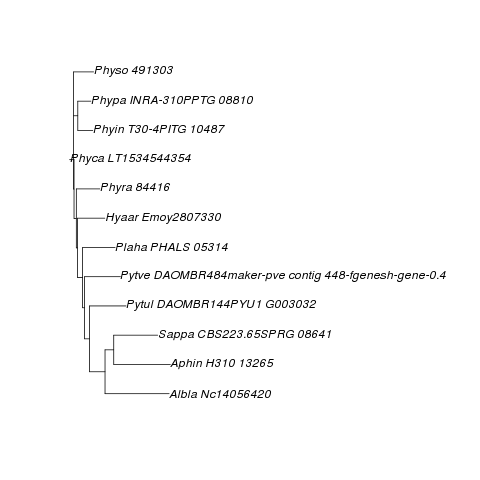 Physo 491303
Phypa INRA-310PPTG 08810
Phyin T30-4PITG 10487
Phyca LT1534544354
Phyra 84416
Hyaar Emoy2807330
Plaha PHALS 05314
Pytve DAOMBR484maker-pve contig 448-fgenesh-gene-0.4
Pytul DAOMBR144PYU1 G003032
Sappa CBS223.65SPRG 08641
Aphin H310 13265
Albla Nc14056420